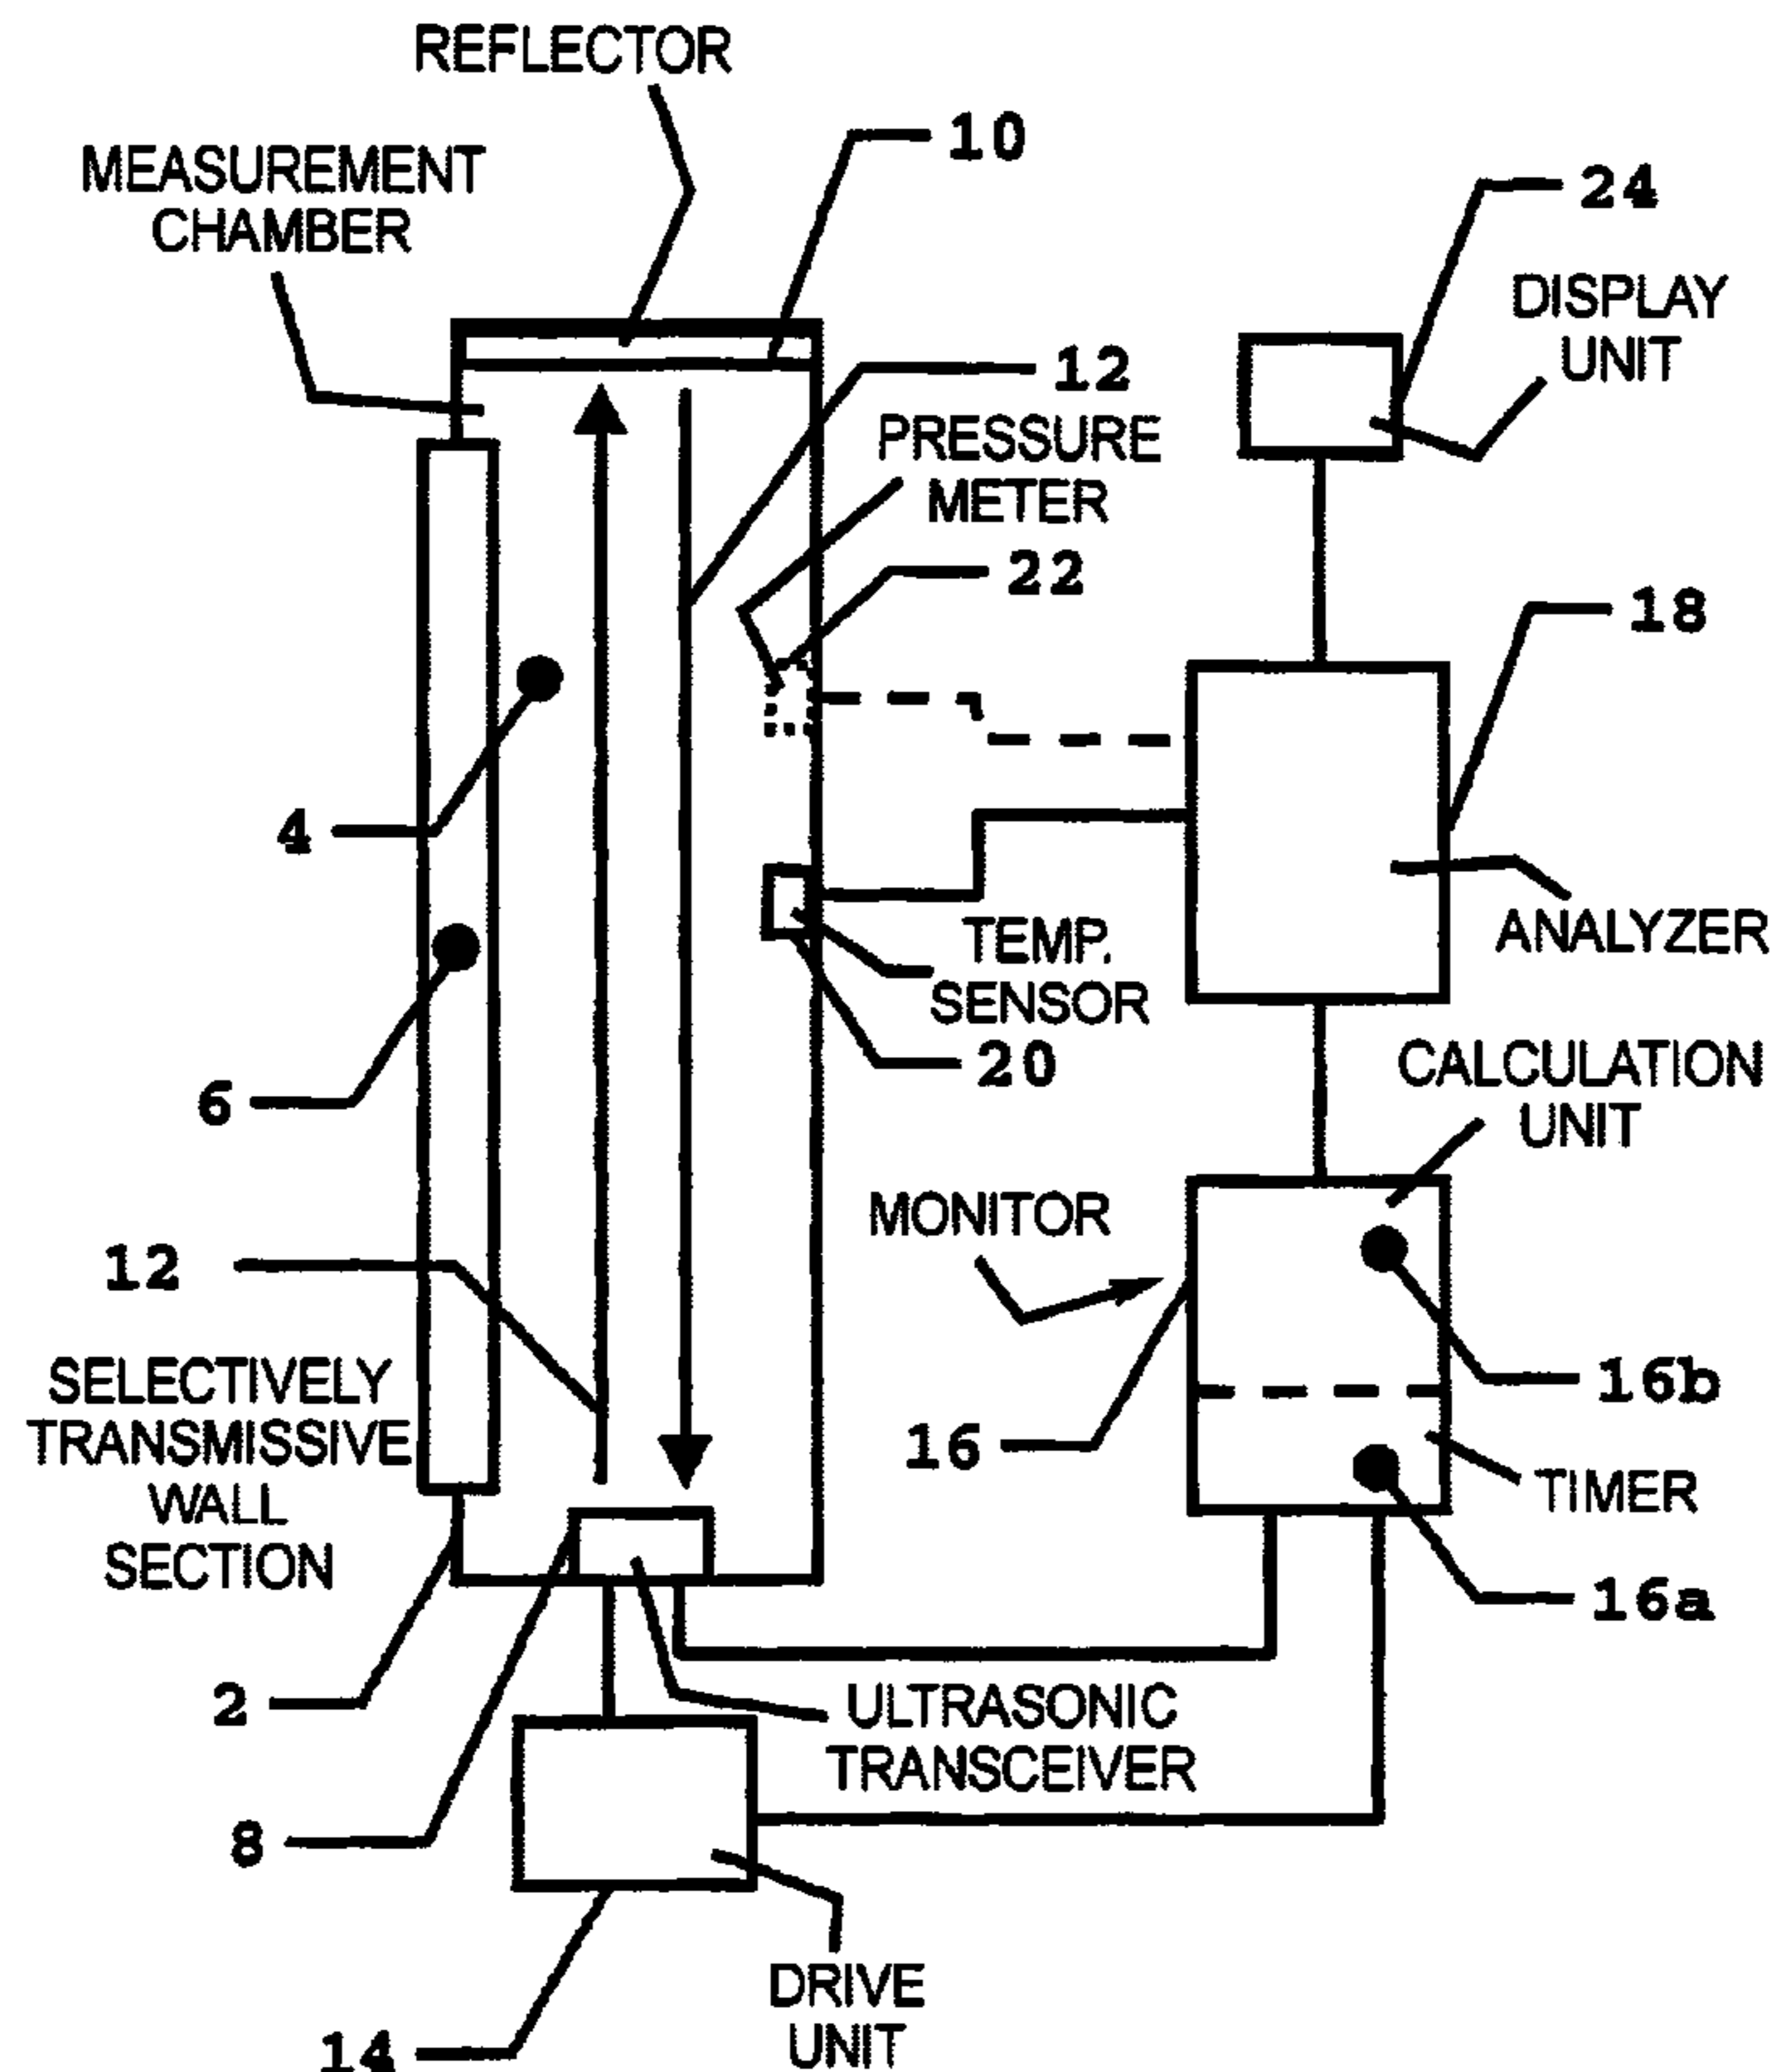 REFLECTOR
10
MEASUREMENT
CHAMBER
24
DISPLAY
UNIT
12
PRESSURE
METER
22
18
4
ANALYZER
TEMP.
SENSOR
20
6
CALCULATION
UNIT
MONITOR
12
SELECTIVELY
TRANSMISSIVE
WALL
SECTION
16b
16
TIMER
16a
2
ULTRASONIC
TRANSCEIVER
8
DRIVE
UNIT
14